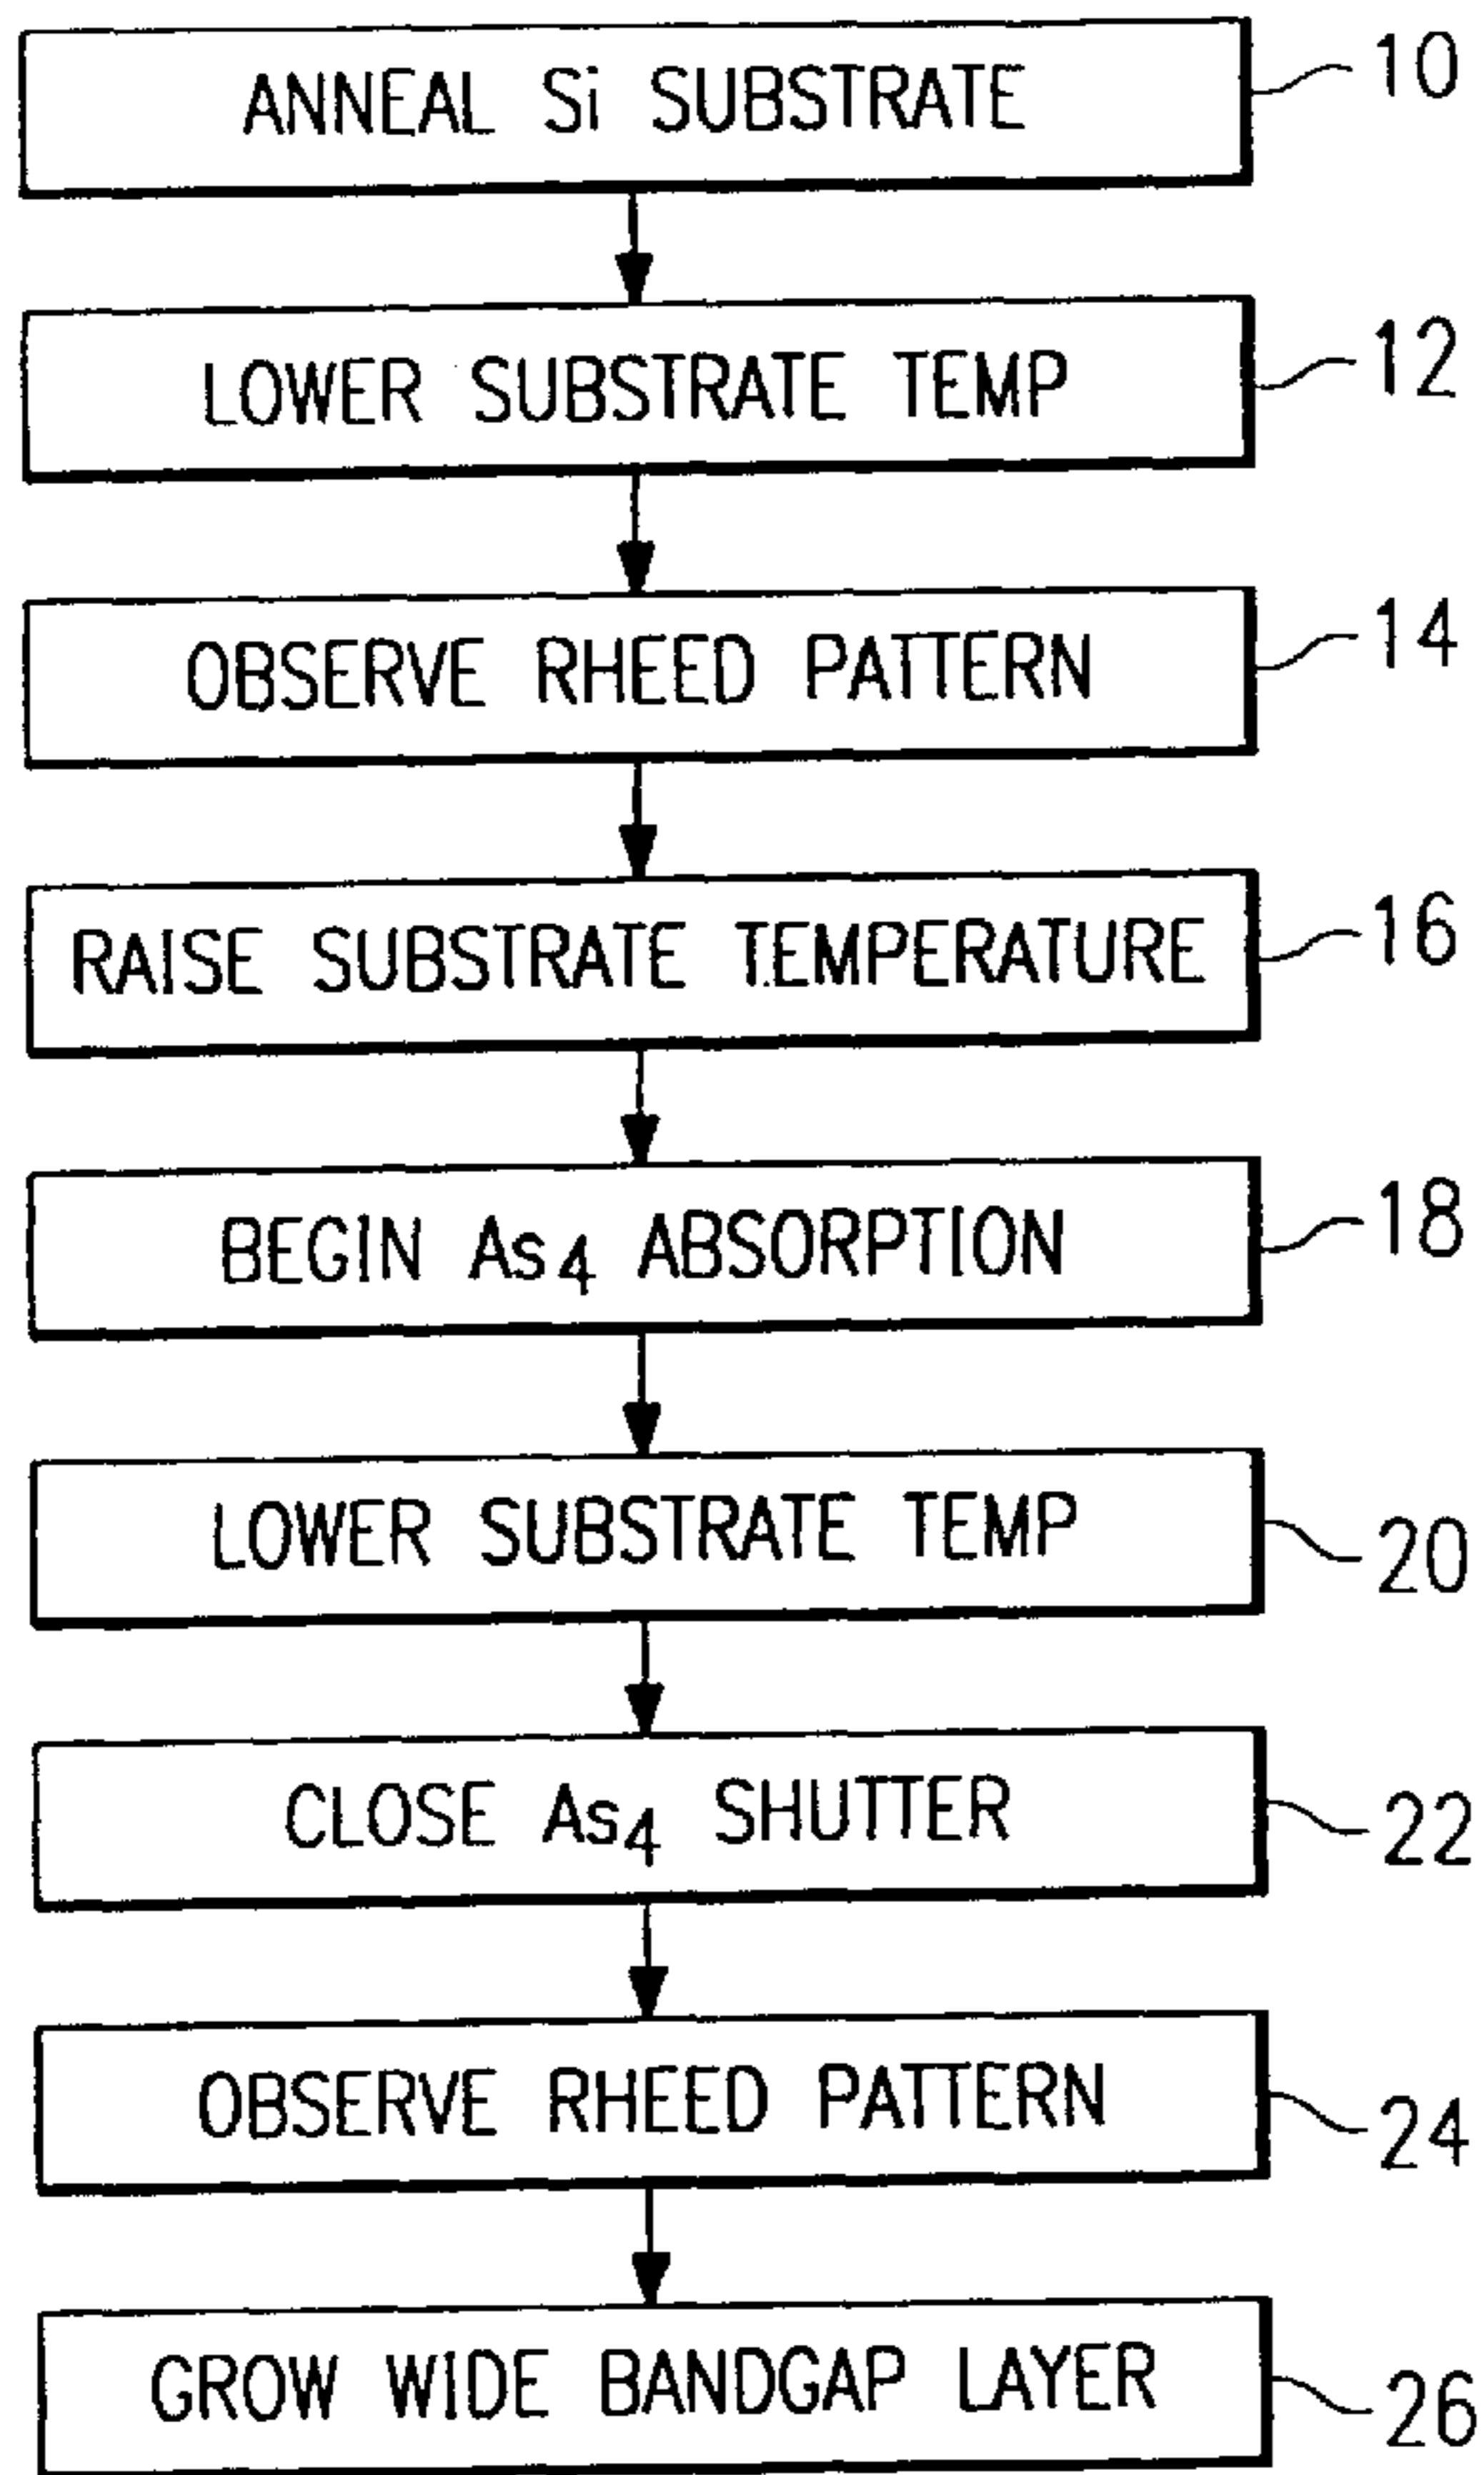 ANNEAL Si SUBSTRATE 10
LOWER SUBSTRATE TEMP 12
OBSERVE RHEED PATTERN 14
RAISE SUBSTRATE TEMPERATURE 16
BEGIN As4 ABSORPTION 18
LOWER SUBSTRATE TEMP 20
CLOSE As4 SHUTTER 22
OBSERVE RHEED PATTERN 24
GROW WIDE BANDGAP LAYER 26